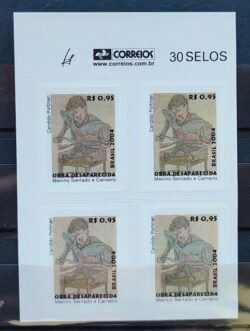 CORREIOS
www.correios.com.br
30 SELOS
Candido Portinari
R$ 0,95
BRASIL 2004
OBRA DESAPARECIDA
Menino Sentado e Carneiro
Candido Portinari
R$ 0,95
BRASIL 2004
OBRA DESAPARECIDA
Menino Sentado e Carneiro
Candido Portinari
R$ 0,95
BRASIL 2004
OBRA DESAPARECIDA
Menino Sentado e Carneiro
Candido Portinari
R$ 0,95
BRASIL 2004
OBRA DESAPARECIDA
Menino Sentado e Carneiro